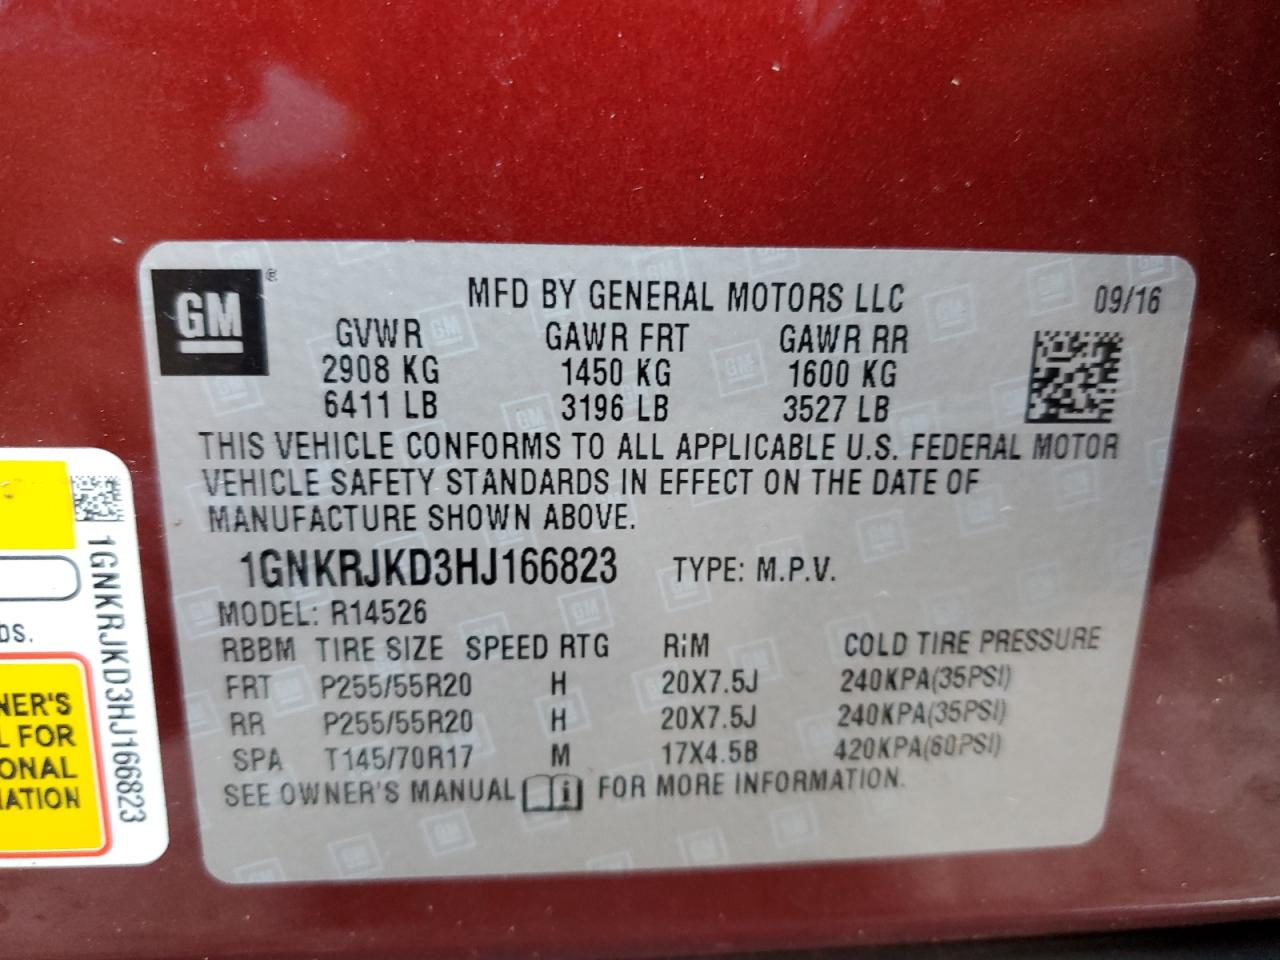 GM ®
MFD BY GENERAL MOTORS LLC 09/16
GVWR GAWR FRT GAWR RR
2908 KG 1450 KG 1600 KG
6411 LB 3196 LB 3527 LB
THIS VEHICLE CONFORMS TO ALL APPLICABLE U.S. FEDERAL MOTOR
VEHICLE SAFETY STANDARDS IN EFFECT ON THE DATE OF
MANUFACTURE SHOWN ABOVE.
1GNKRJKD3HJ166823 TYPE: M.P.V.
MODEL: R14526
RBBM TIRE SIZE SPEED RTG RiM COLD TIRE PRESSURE
FRT P255/55R20 H 20X7.5J 240KPA(35PSI)
RR P255/55R20 H 20X7.5J 240KPA(35PSI)
SPA T145/70R17 M 17X4.5B 420KPA(60PSI)
SEE OWNER'S MANUAL i FOR MORE INFORMATION.
1GNKRJKD3HJ166823
bs.
NER'S
L FOR
ONAL
IATION